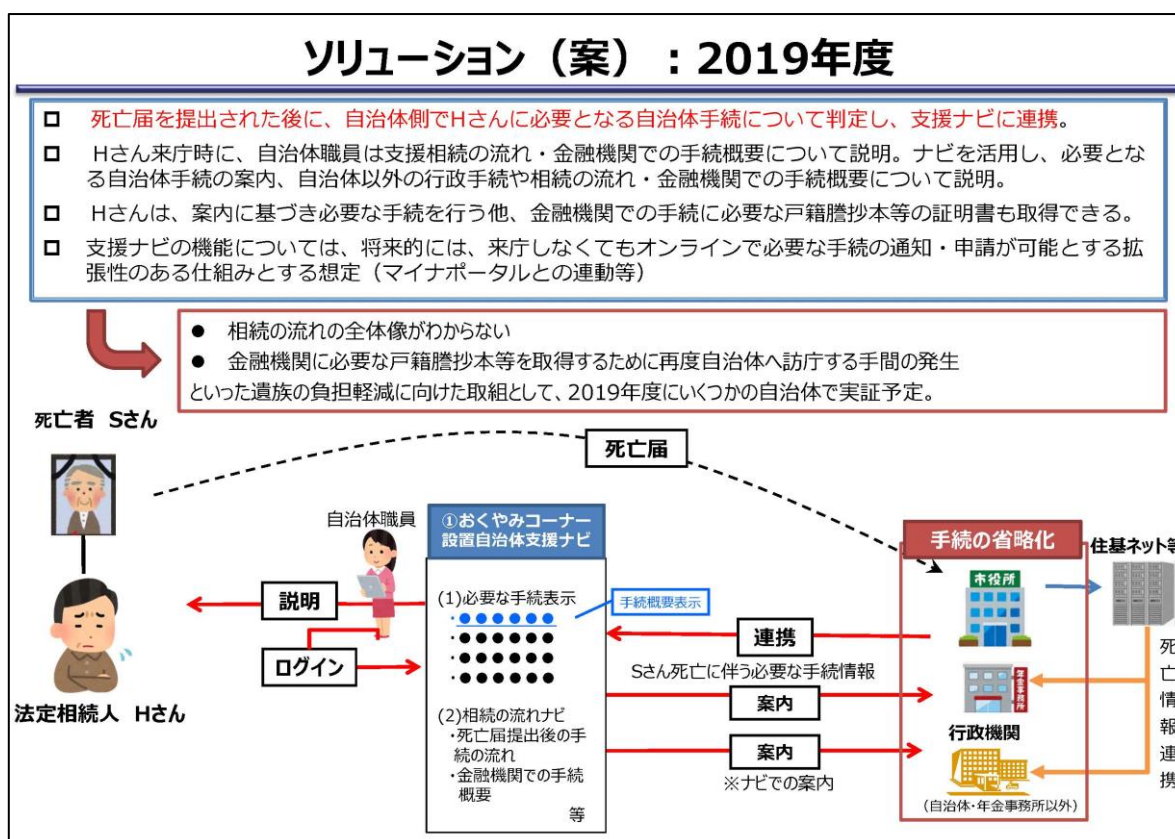 ソリューション（案）：2019年度
□ 死亡届を提出された後に、自治体側でHさんに必要となる自治体手続について判定し、支援ナビに連携。
□ Hさん来庁時に、自治体職員は支援相続の流れ・金融機関での手続概要について説明。ナビを活用し、必要とな
る自治体手続の案内、自治体以外の行政手続や相続の流れ・金融機関での手続概要について説明。
□ Hさんは、案内に基づき必要な手続を行う他、金融機関での手続に必要な戸籍謄抄本等の証明書も取得できる。
□ 支援ナビの機能については、将来的には、来庁しなくてもオンラインで必要な手続の通知・申請が可能とする拡
張性のある仕組みとする想定（マイナポータルとの連動等）
● 相続の流れの全体像がわからない
● 金融機関に必要な戸籍謄抄本等を取得するために再度自治体へ訪庁する手間の発生
といった遺族の負担軽減に向けた取組として、2019年度にいくつかの自治体で実証予定。
死亡者 Sさん
死亡届
自治体職員
①おくやみコーナー
設置自治体支援ナビ
手続の省略化
住基ネット等
市役所
説明
(1)必要な手続表示
手続概要表示
・●●●●●●
・●●●●●●
・●●●●●●
・●●●●●●
連携
ログイン
Sさん死亡に伴う必要な手続情報
案内
年金事務所
死亡情報連携
法定相続人 Hさん
(2)相続の流れナビ
・死亡届提出後の手
続の流れ
・金融機関での手続
概要
等
行政機関
案内
※ナビでの案内
（自治体・年金事務所以外）